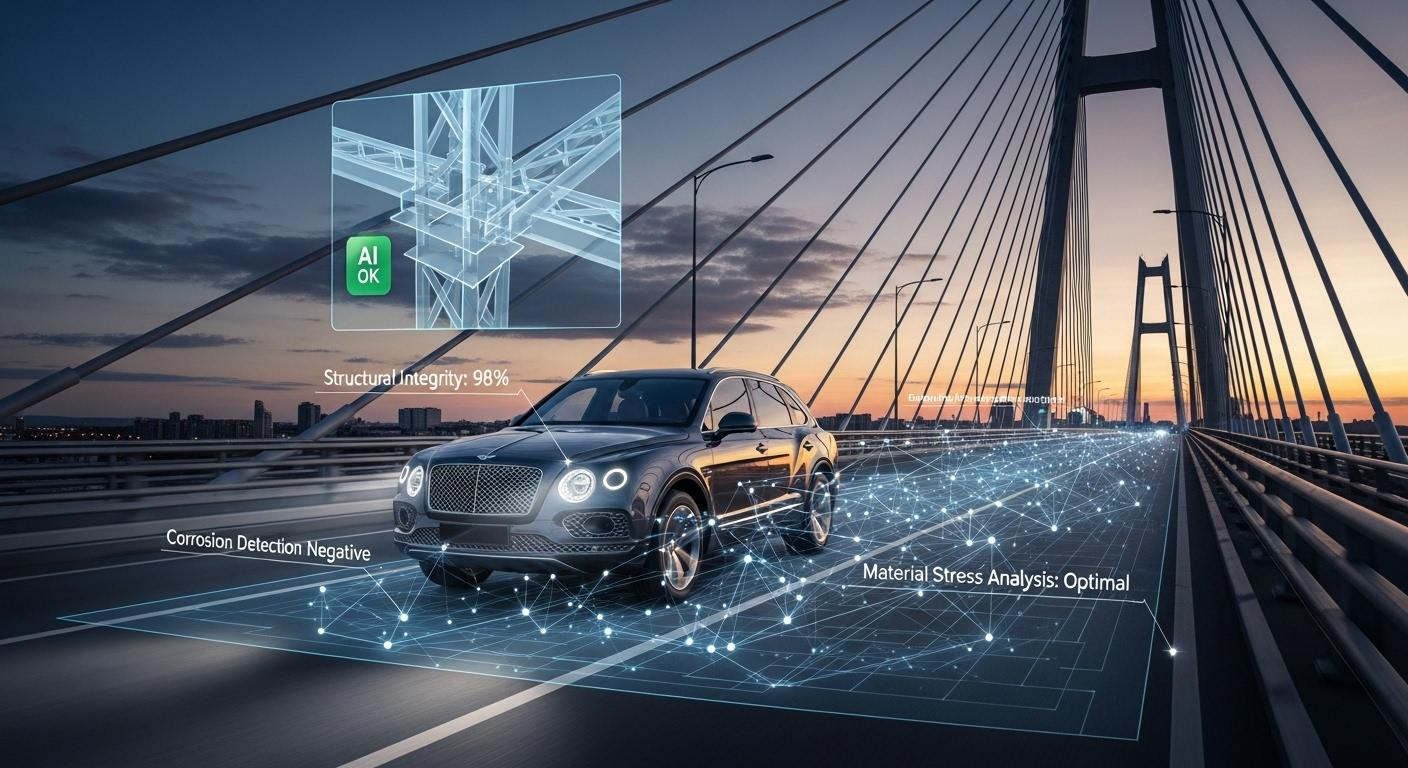 AI
OK
Structural Integrity: 98%
Corrosion Detection Negative
Material Stress Analysis: Optimal